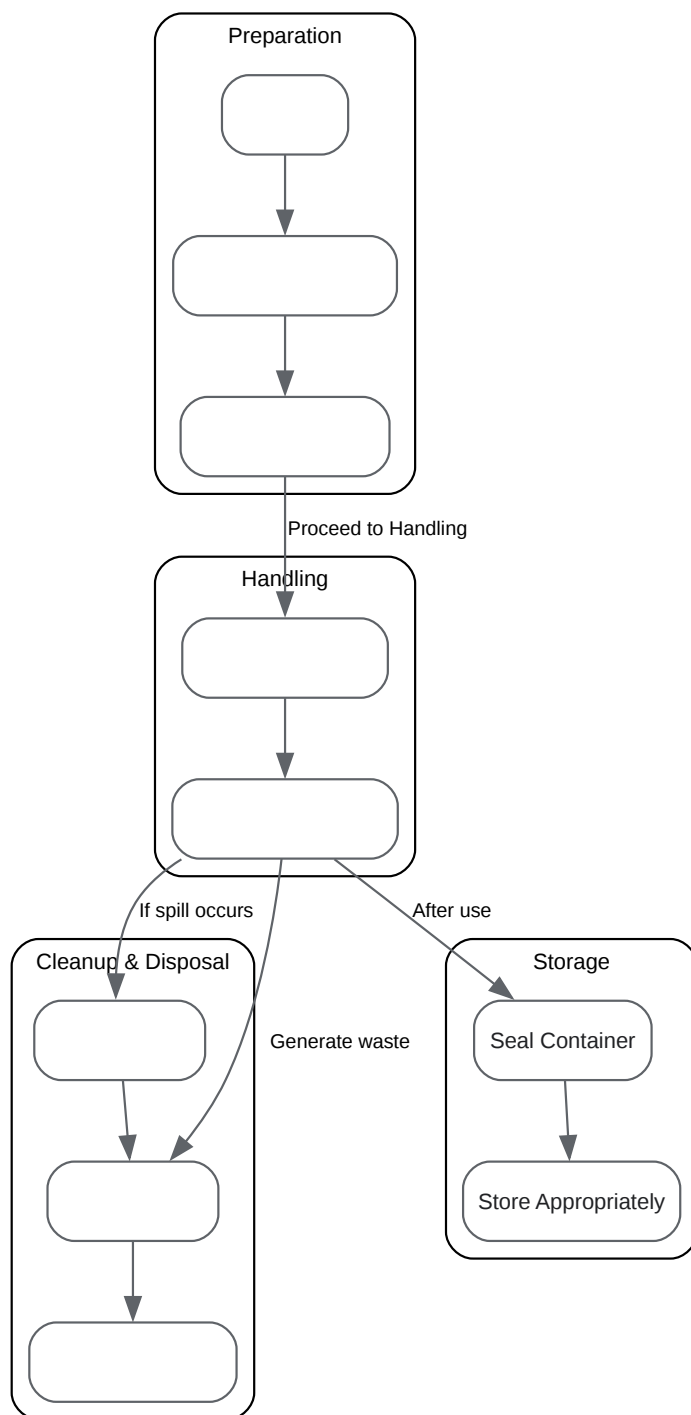 Preparation
Proceed to Handling
Handling
If spill occurs
After use
Cleanup & Disposal
Storage
Generate waste
Seal Container
Store Appropriately